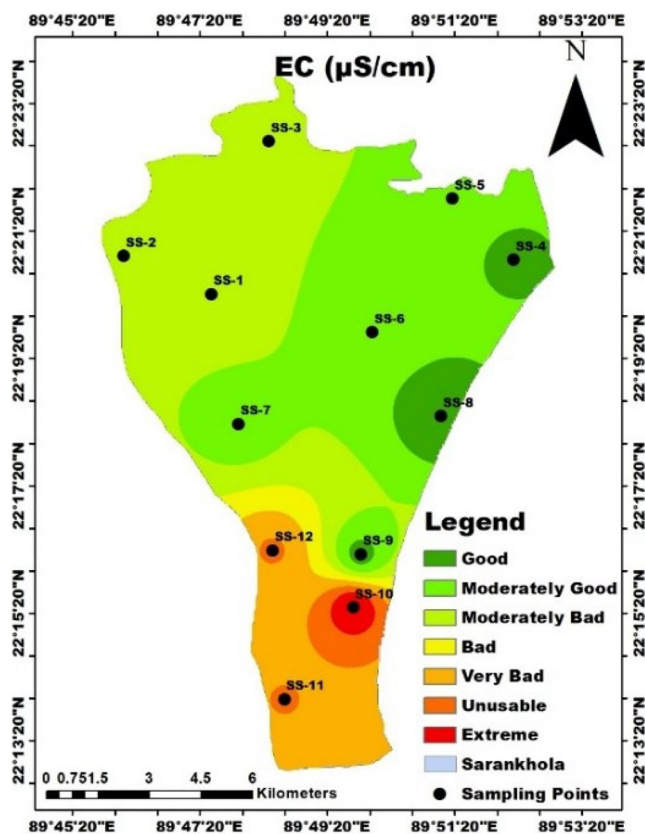 89°45'20"E 89°47'20"E 89°49'20"E 89°51'20"E 89°53'20"E
EC (µS/cm)
N
22°23'20"N 22°23'20"N
SS-3
SS-5
22°21'20"N 22°21'20"N
SS-2
SS-4
SS-1
SS-6
22°19'20"N 22°19'20"N
SS-7
SS-8
22°17'20"N 22°17'20"N
Legend
SS-12
SS-9
Good
Moderately Good
SS-10
22°15'20"N 22°15'20"N
Moderately Bad
Bad
Very Bad
SS-11
Unusable
22°13'20"N 22°13'20"N
Extreme
Sarankhola
0 0.75 1.5 3 4.5 6
Kilometers
Sampling Points
89°45'20"E 89°47'20"E 89°49'20"E 89°51'20"E 89°53'20"E